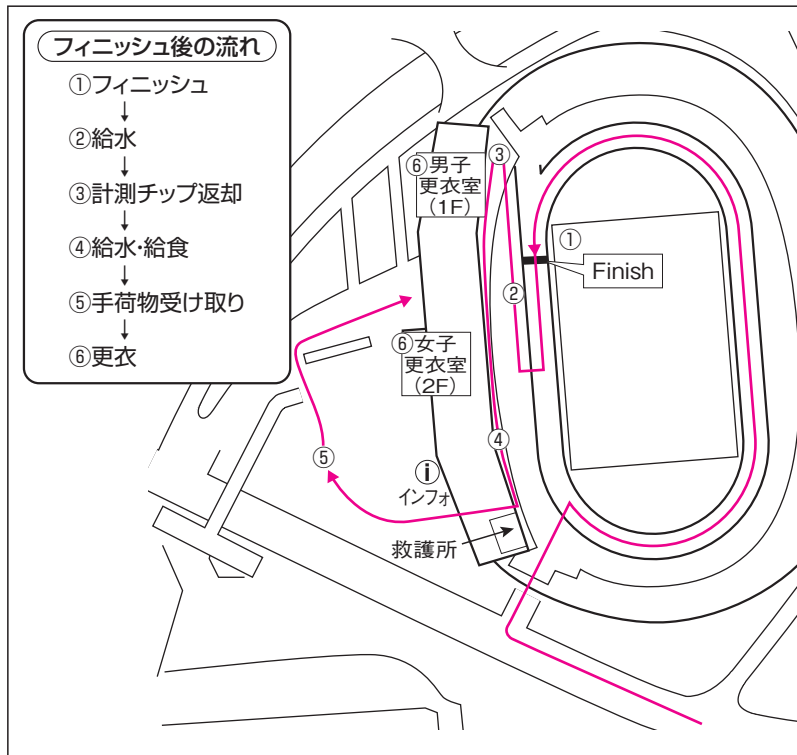 フィニッシュ後の流れ
①フィニッシュ
↓
②給水
↓
③計測チップ返却
↓
④給水・給食
↓
⑤手荷物受け取り
↓
⑥更衣
⑥男子
更衣室
(1F)
③
①
Finish
②
⑥女子
更衣室
(2F)
④
⑤
i
インフォ
救護所